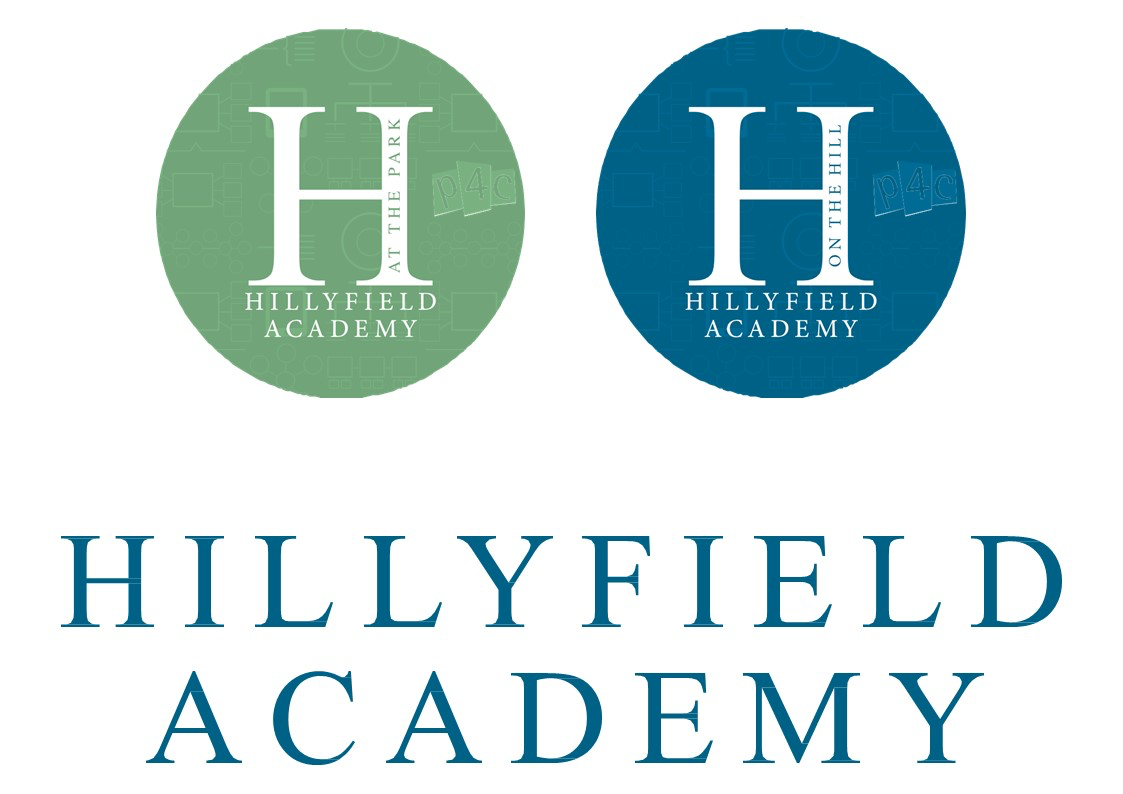 AT THE PARK
p4c
HILLYFIELD
ACADEMY
ON THE HILL
p4c
HILLYFIELD
ACADEMY
HILLYFIELD
ACADEMY